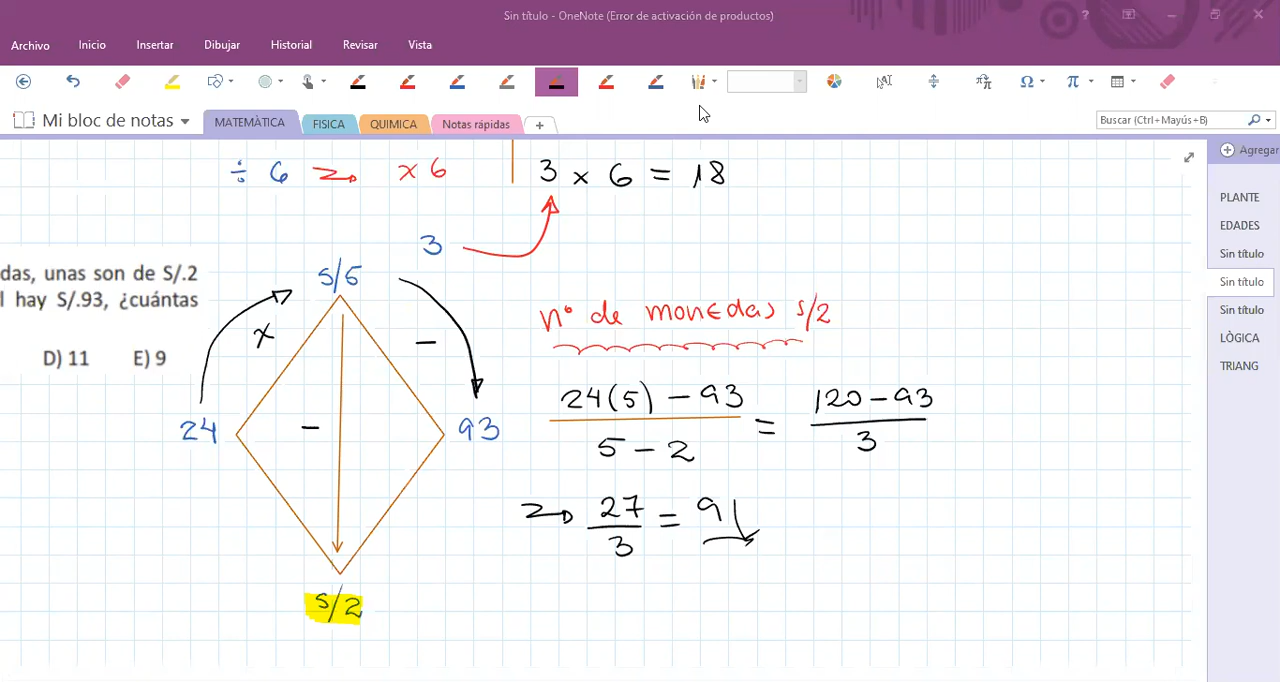 Sin título - OneNote (Error de activación de productos)
Archivo Inicio Insertar Dibujar Historial Revisar Vista
Mi bloc de notas MATEMÀTICA FISICA QUIMICA Notas rápidas
Buscar (Ctrl+Mayús+B)
Agregar
PLANTE
EDADES
Sin título
Sin título
Sin título
LÒGICA
TRIANG
÷ 6 x 6
3 x 6 = 18
3
das, unas son de S/.2
l hay S/.93, ¿cuántas
D) 11 E) 9
S/5
x
−
24
−
93
S/2
nº de monedas S/2
24(5) − 93 / 5 − 2 = 120 − 93 / 3
27 / 3 = 9